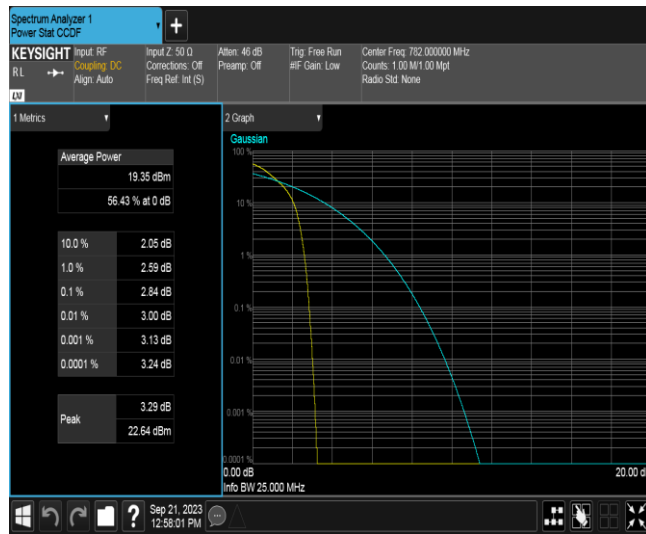 Spectrum Analyzer 1
Power Stat CCDF
KEYSIGHT
RL
LXI
Input: RF
Coupling: DC
Align: Auto
Input Z: 50 Ω
Corrections: Off
Freq Ref: Int (S)
Atten: 46 dB
Preamp: Off
Trig: Free Run
#IF Gain: Low
Center Freq: 782.000000 MHz
Counts: 1.00 M/1.00 Mpt
Radio Std: None
1 Metrics
Average Power
19.35 dBm
56.43 % at 0 dB
10.0 % 2.05 dB
1.0 % 2.59 dB
0.1 % 2.84 dB
0.01 % 3.00 dB
0.001 % 3.13 dB
0.0001 % 3.24 dB
Peak
3.29 dB
22.64 dBm
2 Graph
Gaussian
100 %
10 %
1 %
0.1 %
0.01 %
0.001 %
0.0001 %
0.00 dB
20.00 d
Info BW 25.000 MHz
?
Sep 21, 2023
12:58:01 PM